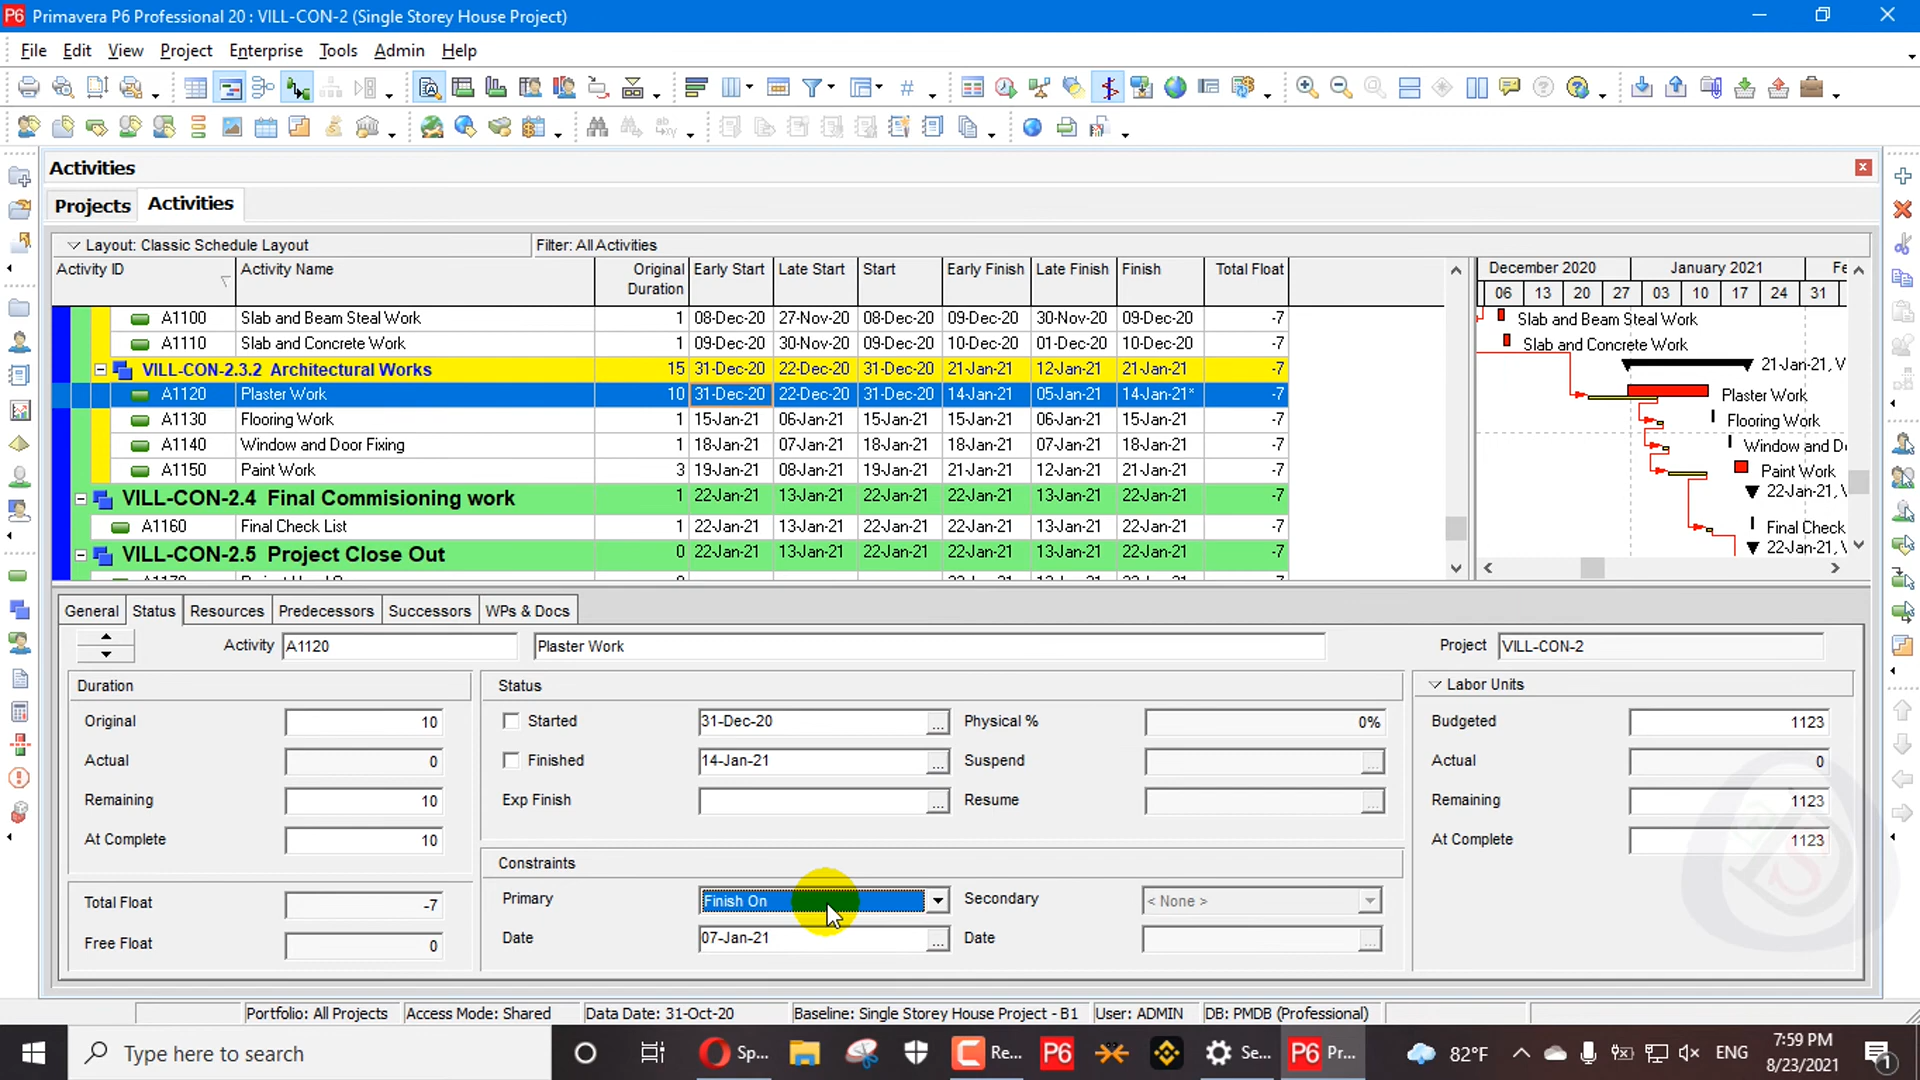 P6 Primavera P6 Professional 20 : VILL-CON-2 (Single Storey House Project)
File Edit View Project Enterprise Tools Admin Help
Activities
Projects Activities
Layout: Classic Schedule Layout Filter: All Activities
Activity ID Activity Name Original Duration Early Start Late Start Start Early Finish Late Finish Finish Total Float
December 2020 January 2021 Fe
06 13 20 27 03 10 17 24 31
A1100 Slab and Beam Steal Work 1 08-Dec-20 27-Nov-20 08-Dec-20 09-Dec-20 30-Nov-20 09-Dec-20 -7 Slab and Beam Steal Work
A1110 Slab and Concrete Work 1 09-Dec-20 30-Nov-20 09-Dec-20 10-Dec-20 01-Dec-20 10-Dec-20 -7 Slab and Concrete Work
VILL-CON-2.3.2 Architectural Works 15 31-Dec-20 22-Dec-20 31-Dec-20 21-Jan-21 12-Jan-21 21-Jan-21 -7 21-Jan-21, V
A1120 Plaster Work 10 31-Dec-20 22-Dec-20 31-Dec-20 14-Jan-21 05-Jan-21 14-Jan-21* -7 Plaster Work
A1130 Flooring Work 1 15-Jan-21 06-Jan-21 15-Jan-21 15-Jan-21 06-Jan-21 15-Jan-21 -7 Flooring Work
A1140 Window and Door Fixing 1 18-Jan-21 07-Jan-21 18-Jan-21 18-Jan-21 07-Jan-21 18-Jan-21 -7 Window and Do
A1150 Paint Work 3 19-Jan-21 08-Jan-21 19-Jan-21 21-Jan-21 12-Jan-21 21-Jan-21 -7 Paint Work
VILL-CON-2.4 Final Commisioning work 1 22-Jan-21 13-Jan-21 22-Jan-21 22-Jan-21 13-Jan-21 22-Jan-21 -7 22-Jan-21, V
A1160 Final Check List 1 22-Jan-21 13-Jan-21 22-Jan-21 22-Jan-21 13-Jan-21 22-Jan-21 -7 Final Check
VILL-CON-2.5 Project Close Out 0 22-Jan-21 13-Jan-21 22-Jan-21 22-Jan-21 13-Jan-21 22-Jan-21 -7 22-Jan-21, V
General Status Resources Predecessors Successors WPs & Docs
Activity A1120 Plaster Work Project VILL-CON-2
Duration Status Labor Units
Original 10 Started 31-Dec-20 ... Physical % 0% Budgeted 1123
Actual 0 Finished 14-Jan-21 ... Suspend ... Actual 0
Remaining 10 Exp Finish ... Resume ... Remaining 1123
At Complete 10 At Complete 1123
Constraints
Total Float -7 Primary Finish On Secondary < None >
Free Float 0 Date 07-Jan-21 ... Date ...
Portfolio: All Projects Access Mode: Shared Data Date: 31-Oct-20 Baseline: Single Storey House Project - B1 User: ADMIN DB: PMDB (Professional)
Type here to search Sp... Re... P6 Se... P6 Pr... 82°F ENG 7:59 PM
8/23/2021 1